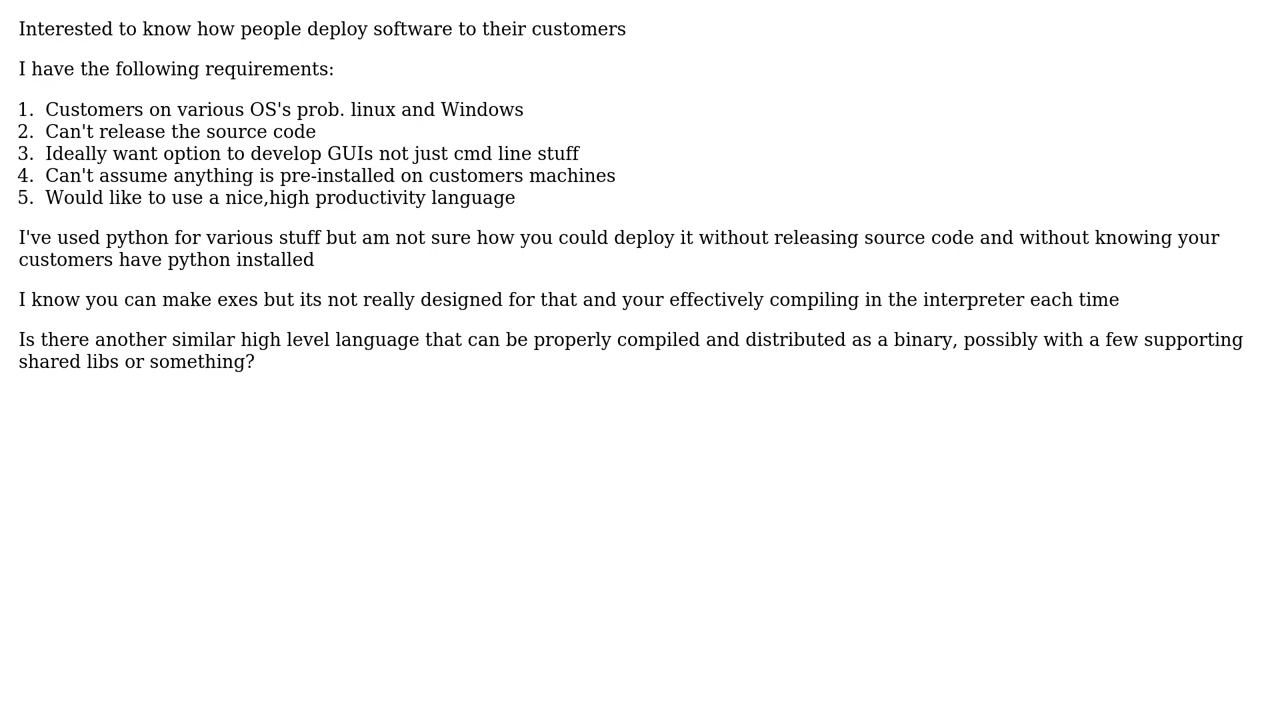 Interested to know how people deploy software to their customers
I have the following requirements:
1. Customers on various OS's prob. linux and Windows
2. Can't release the source code
3. Ideally want option to develop GUIs not just cmd line stuff
4. Can't assume anything is pre-installed on customers machines
5. Would like to use a nice,high productivity language
I've used python for various stuff but am not sure how you could deploy it without releasing source code and without knowing your
customers have python installed
I know you can make exes but its not really designed for that and your effectively compiling in the interpreter each time
Is there another similar high level language that can be properly compiled and distributed as a binary, possibly with a few supporting
shared libs or something?